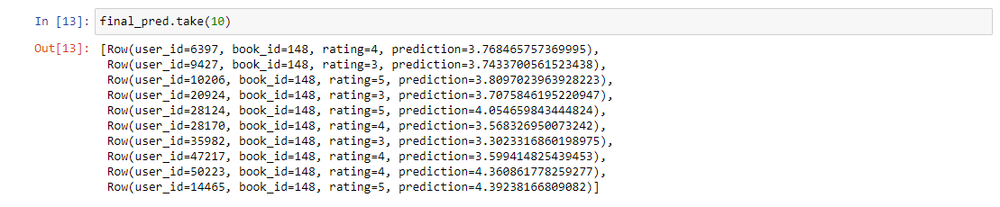 In [13]: final_pred.take(10)
Out[13]: [Row(user_id=6397, book_id=148, rating=4, prediction=3.768465757369995),
Row(user_id=9427, book_id=148, rating=3, prediction=3.7433700561523438),
Row(user_id=10206, book_id=148, rating=5, prediction=3.8097023963928223),
Row(user_id=20924, book_id=148, rating=3, prediction=3.7075846195220947),
Row(user_id=28124, book_id=148, rating=5, prediction=4.054659843444824),
Row(user_id=28170, book_id=148, rating=4, prediction=3.568326950073242),
Row(user_id=35982, book_id=148, rating=3, prediction=3.3023316860198975),
Row(user_id=47217, book_id=148, rating=4, prediction=3.599414825439453),
Row(user_id=50223, book_id=148, rating=4, prediction=4.360861778259277),
Row(user_id=14465, book_id=148, rating=5, prediction=4.39238166809082)]